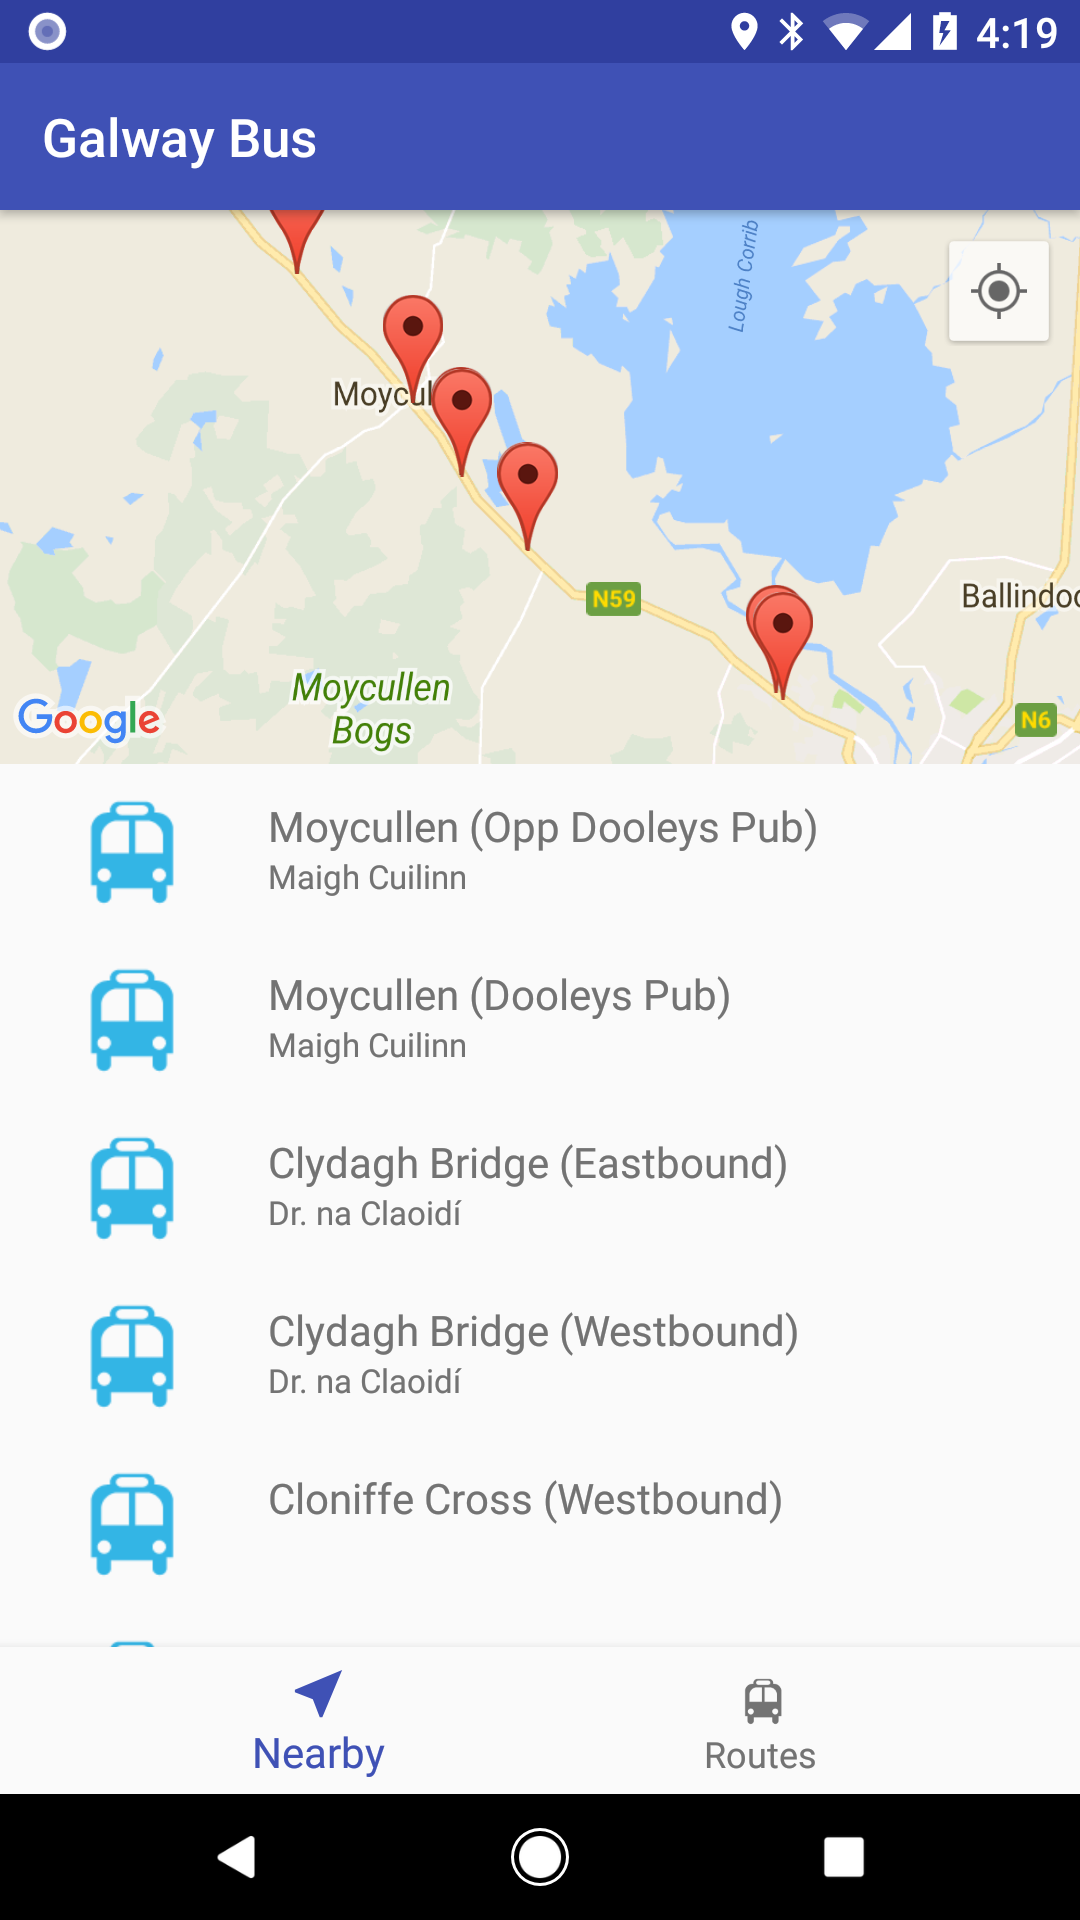 4:19
Galway Bus
Lough Corrib
Moycul
N59
Ballindoo
Moycullen
Bogs
Google
N6
Moycullen (Opp Dooleys Pub)
Maigh Cuilinn
Moycullen (Dooleys Pub)
Maigh Cuilinn
Clydagh Bridge (Eastbound)
Dr. na Claoidí
Clydagh Bridge (Westbound)
Dr. na Claoidí
Cloniffe Cross (Westbound)
Nearby
Routes